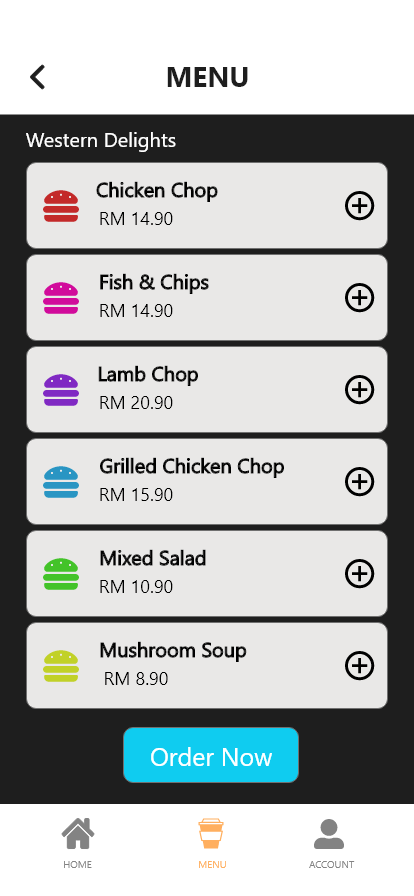 MENU
Western Delights
Chicken Chop
RM 14.90
Fish & Chips
RM 14.90
Lamb Chop
RM 20.90
Grilled Chicken Chop
RM 15.90
Mixed Salad
RM 10.90
Mushroom Soup
RM 8.90
Order Now
HOME MENU ACCOUNT